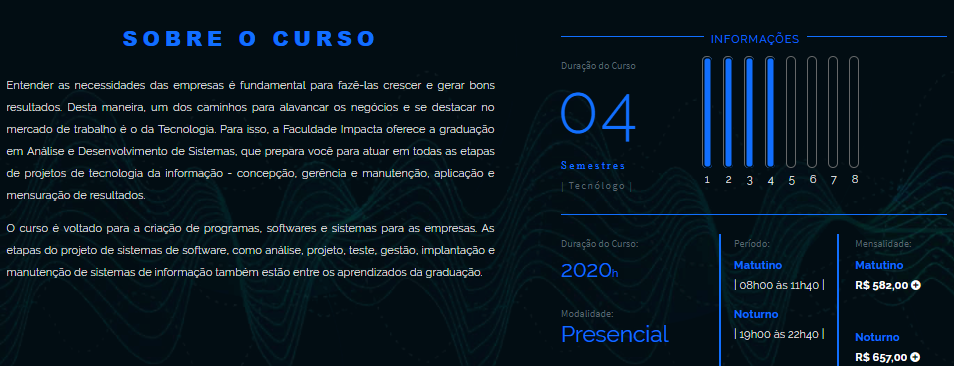 SOBRE O CURSO
Entender as necessidades das empresas é fundamental para fazê-las crescer e gerar bons
resultados. Desta maneira, um dos caminhos para alavancar os negócios e se destacar no
mercado de trabalho é o da Tecnologia. Para isso, a Faculdade Impacta oferece a graduação
em Análise e Desenvolvimento de Sistemas, que prepara você para atuar em todas as etapas
de projetos de tecnologia da informação - concepção, gerência e manutenção, aplicação e
mensuração de resultados.
O curso é voltado para a criação de programas, softwares e sistemas para as empresas. As
etapas do projeto de sistemas de software, como análise, projeto, teste, gestão, implantação e
manutenção de sistemas de informação também estão entre os aprendizados da graduação.
INFORMAÇÕES
Duração do Curso
04
Semestres
| Tecnólogo |
1 2 3 4 5 6 7 8
Duração do Curso:
2020h
Modalidade:
Presencial
Período:
Matutino
| 08h00 às 11h40 |
Noturno
| 19h00 às 22h40 |
Mensalidade:
Matutino
R$ 582,00
Noturno
R$ 657,00